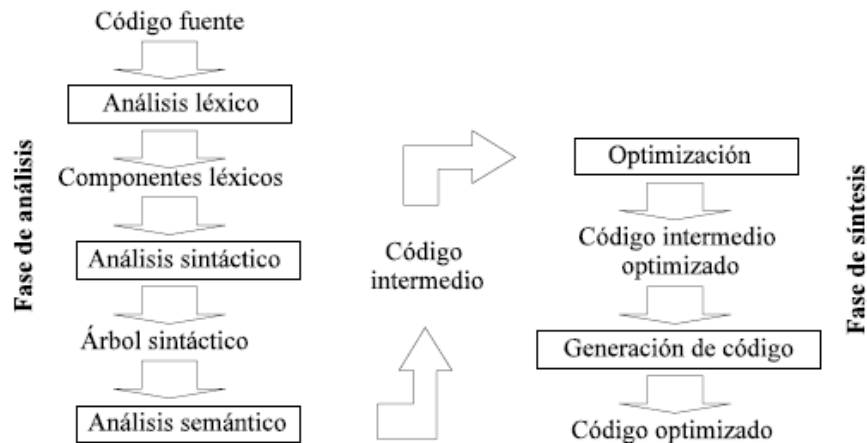 Fase de análisis
Código fuente
Análisis léxico
Componentes léxicos
Análisis sintáctico
Árbol sintáctico
Análisis semántico
Código
intermedio
Optimización
Código intermedio
optimizado
Generación de código
Código optimizado
Fase de síntesis